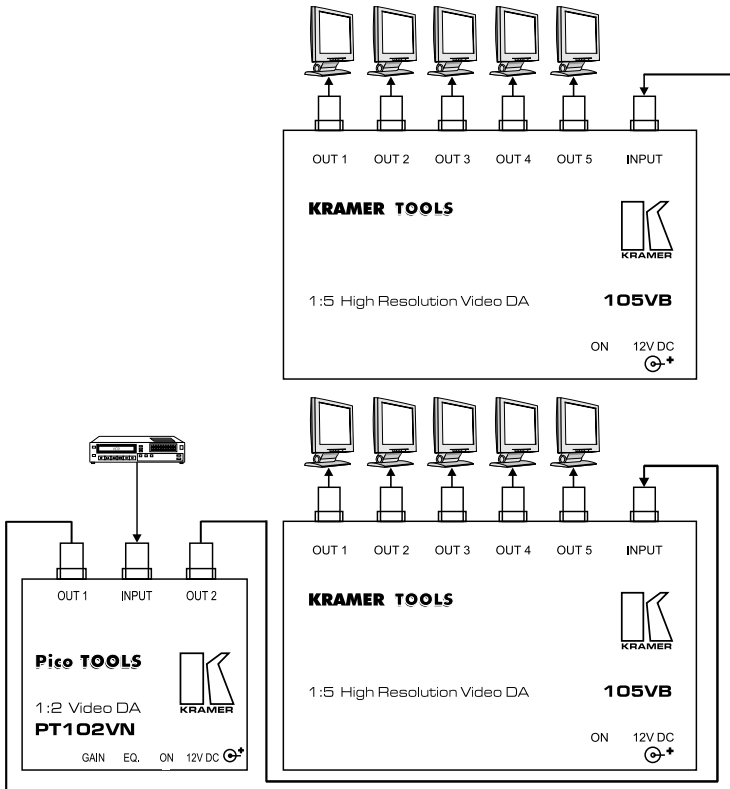 OUT 1 OUT 2 OUT 3 OUT 4 OUT 5 INPUT
KRAMER TOOLS
K
KRAMER
1:5 High Resolution Video DA 105VB
ON 12V DC
+
OUT 1 OUT 2 OUT 3 OUT 4 OUT 5 INPUT
KRAMER TOOLS
K
KRAMER
1:5 High Resolution Video DA 105VB
ON 12V DC
+
OUT 1 INPUT OUT 2
Pico TOOLS
K
KRAMER
1:2 Video DA
PT102VN
GAIN EQ. ON 12V DC +